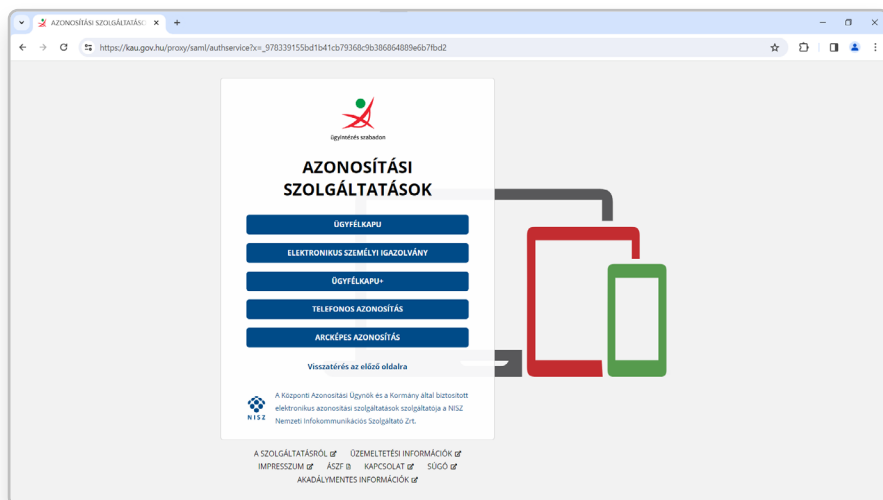 AZONOSÍTÁSI SZOLGÁLTATÁSO
https://kau.gov.hu/proxy/saml/authservice?x=_978339155bd1b41cb79368c9b386864889e6b7fbd2
ügyintézés szabadon
AZONOSÍTÁSI
SZOLGÁLTATÁSOK
ÜGYFÉLKAPU
ELEKTRONIKUS SZEMÉLYI IGAZOLVÁNY
ÜGYFÉLKAPU+
TELEFONOS AZONOSÍTÁS
ARCKÉPES AZONOSÍTÁS
Visszatérés az előző oldalra
A Központi Azonosítási Ügynök és a Kormány által biztosított
elektronikus azonosítási szolgáltatások szolgáltatója a NISZ
Nemzeti Infokommunikációs Szolgáltató Zrt.
NISZ
A SZOLGÁLTATÁSRÓL ÜZEMELTETÉSI INFORMÁCIÓK
IMPRESSZUM ÁSZF KAPCSOLAT SÚGÓ
AKADÁLYMENTES INFORMÁCIÓK